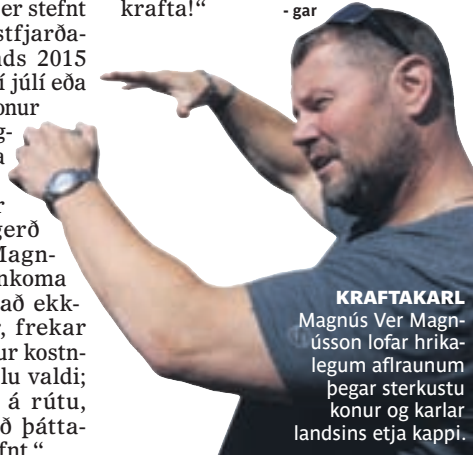 er stefnt
stfjarða-
nds 2015
í júlí eða
onur
g-
a
r
gerð
Magn-
nkoma
að ekk-
, frekar
ur kostn-
lu valdi;
á rútu,
ð þátta-
fnt.“
krafta!“
- gar
KRAFTAKARL
Magnús Ver Magn-
ússon lofar hrika-
legum aflraunum
þegar sterkustu
konur og karlar
landsins etja kappi.